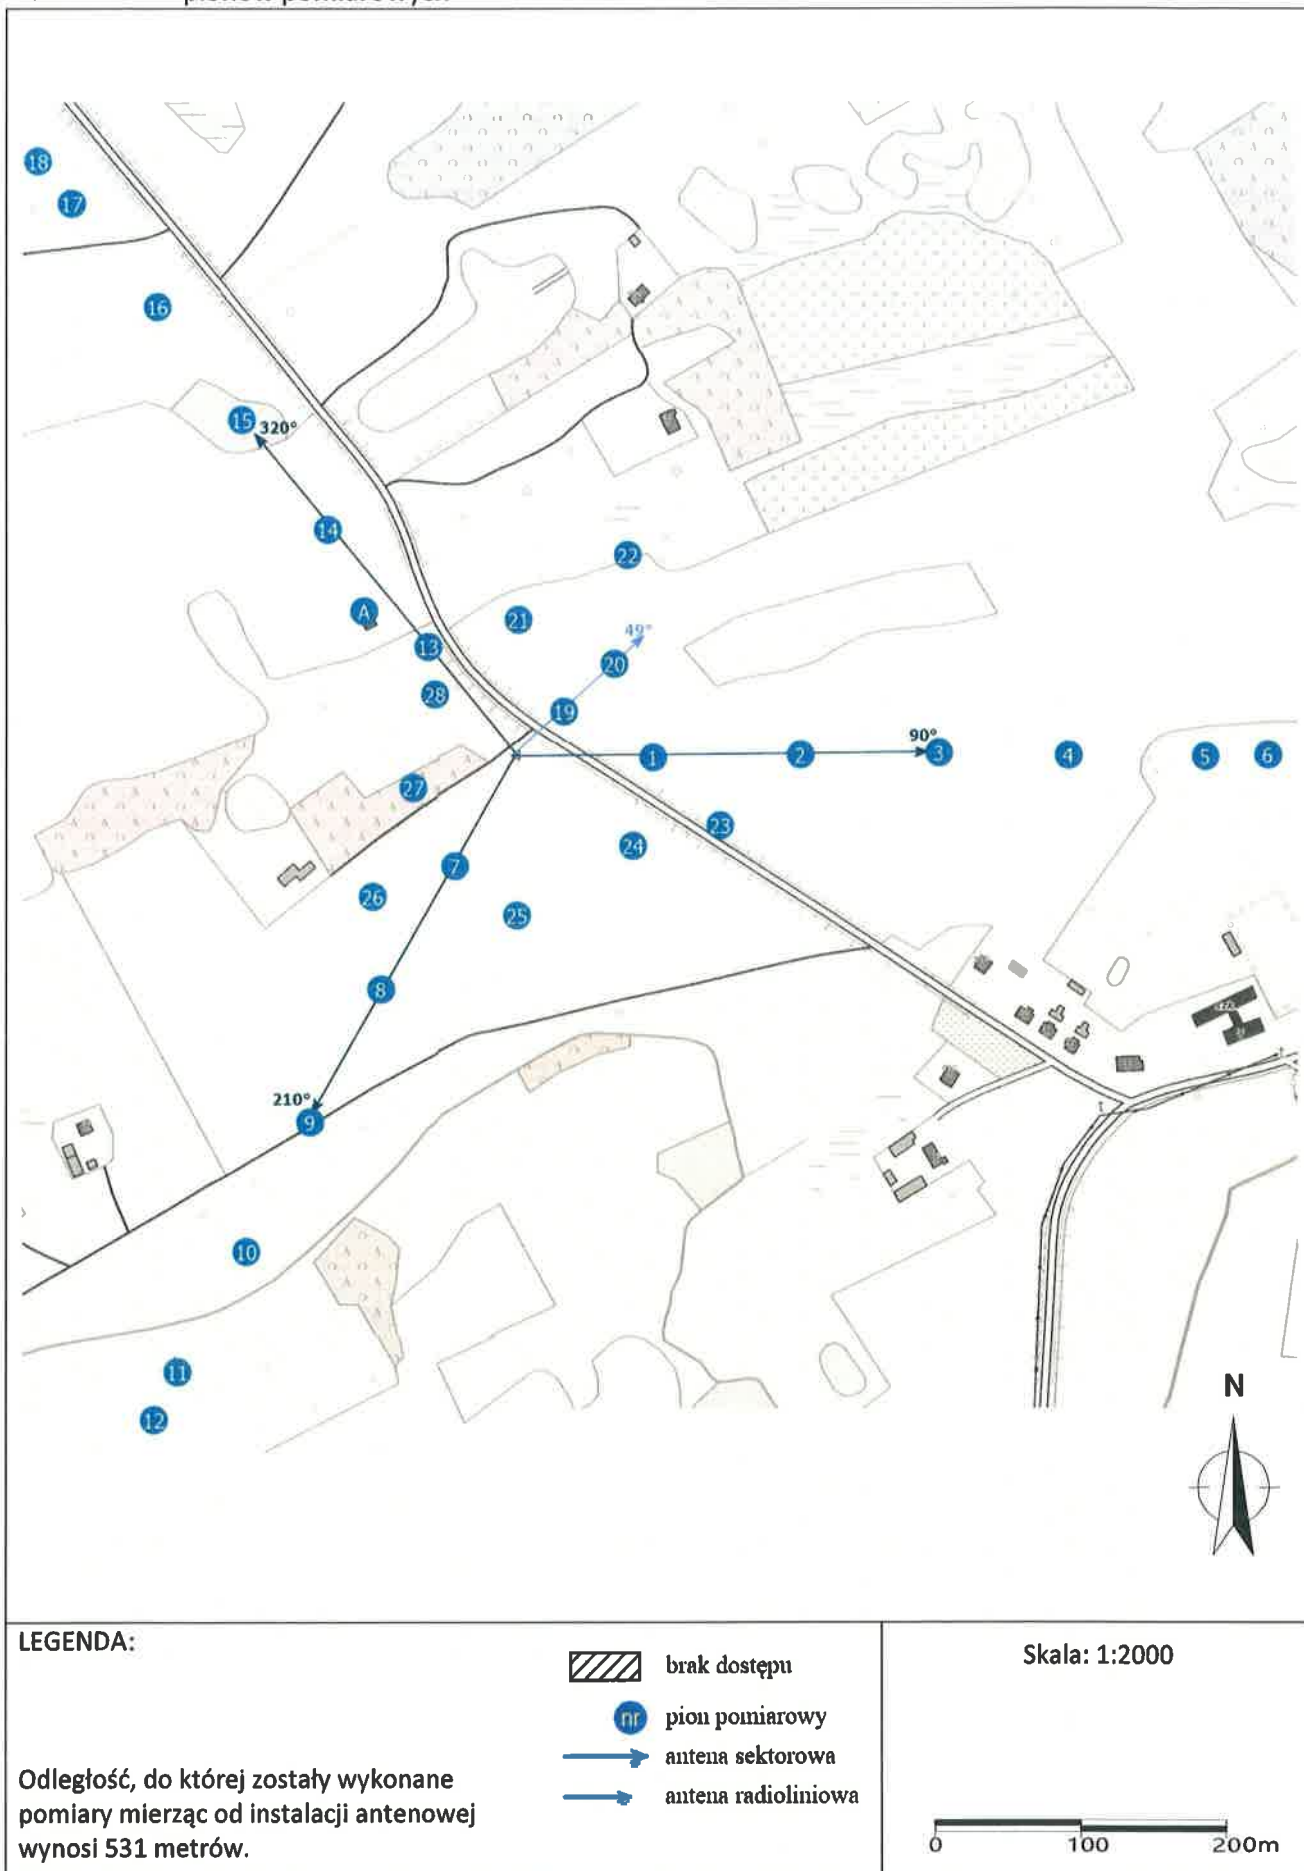 pionów pomiarowych
18
17
16
15
320°
14
22
A
21
13
49°
20
28
19
90°
1
2
3
4
5
6
27
23
24
7
26
25
8
210°
9
10
11
12
N
LEGENDA:
brak dostępu
nr
pion pomiarowy
antena sektorowa
antena radioliniowa
Odległość, do której zostały wykonane
pomiary mierząc od instalacji antenowej
wynosi 531 metrów.
Skala: 1:2000
0 100 200m